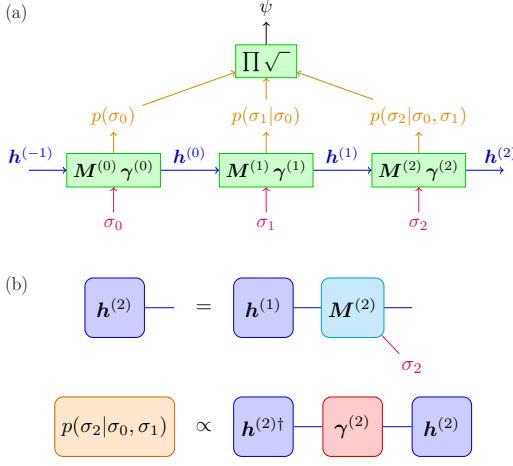 (a)
ψ
∏ √
p(σ₀) p(σ₁|σ₀) p(σ₂|σ₀, σ₁)
h⁽⁻¹⁾ h⁽⁰⁾ h⁽¹⁾ h⁽²⁾
M⁽⁰⁾ γ⁽⁰⁾ M⁽¹⁾ γ⁽¹⁾ M⁽²⁾ γ⁽²⁾
σ₀ σ₁ σ₂
(b)
h⁽²⁾ = h⁽¹⁾ M⁽²⁾
σ₂
p(σ₂|σ₀, σ₁) ∝ h⁽²⁾† γ⁽²⁾ h⁽²⁾